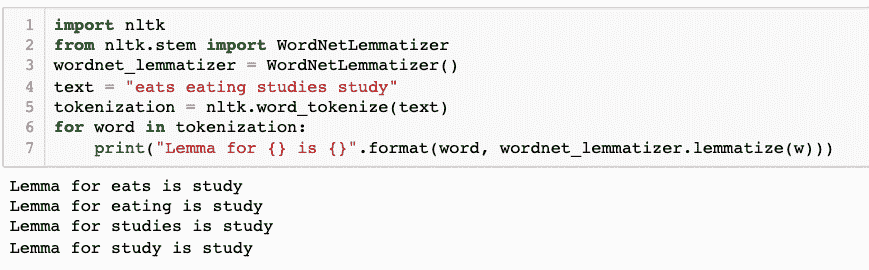 1 import nltk
2 from nltk.stem import WordNetLemmatizer
3 wordnet_lemmatizer = WordNetLemmatizer()
4 text = "eats eating studies study"
5 tokenization = nltk.word_tokenize(text)
6 for word in tokenization:
7     print("Lemma for {} is {}".format(word, wordnet_lemmatizer.lemmatize(w)))
Lemma for eats is study
Lemma for eating is study
Lemma for studies is study
Lemma for study is study